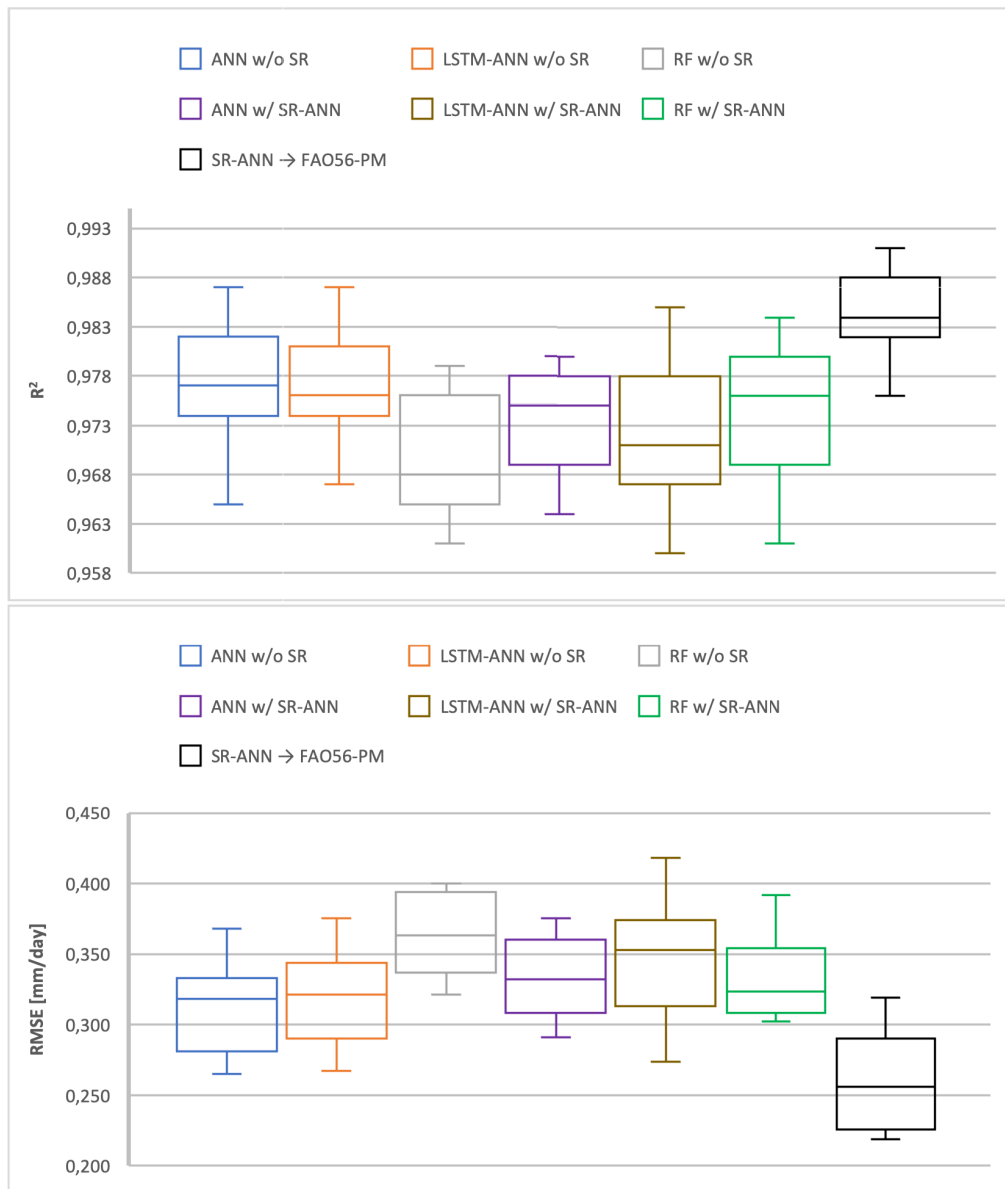 ANN w/o SR LSTM-ANN w/o SR RF w/o SR
ANN w/ SR-ANN LSTM-ANN w/ SR-ANN RF w/ SR-ANN
SR-ANN → FAO56-PM
R²
0,993
0,988
0,983
0,978
0,973
0,968
0,963
0,958
ANN w/o SR LSTM-ANN w/o SR RF w/o SR
ANN w/ SR-ANN LSTM-ANN w/ SR-ANN RF w/ SR-ANN
SR-ANN → FAO56-PM
RMSE [mm/day]
0,450
0,400
0,350
0,300
0,250
0,200